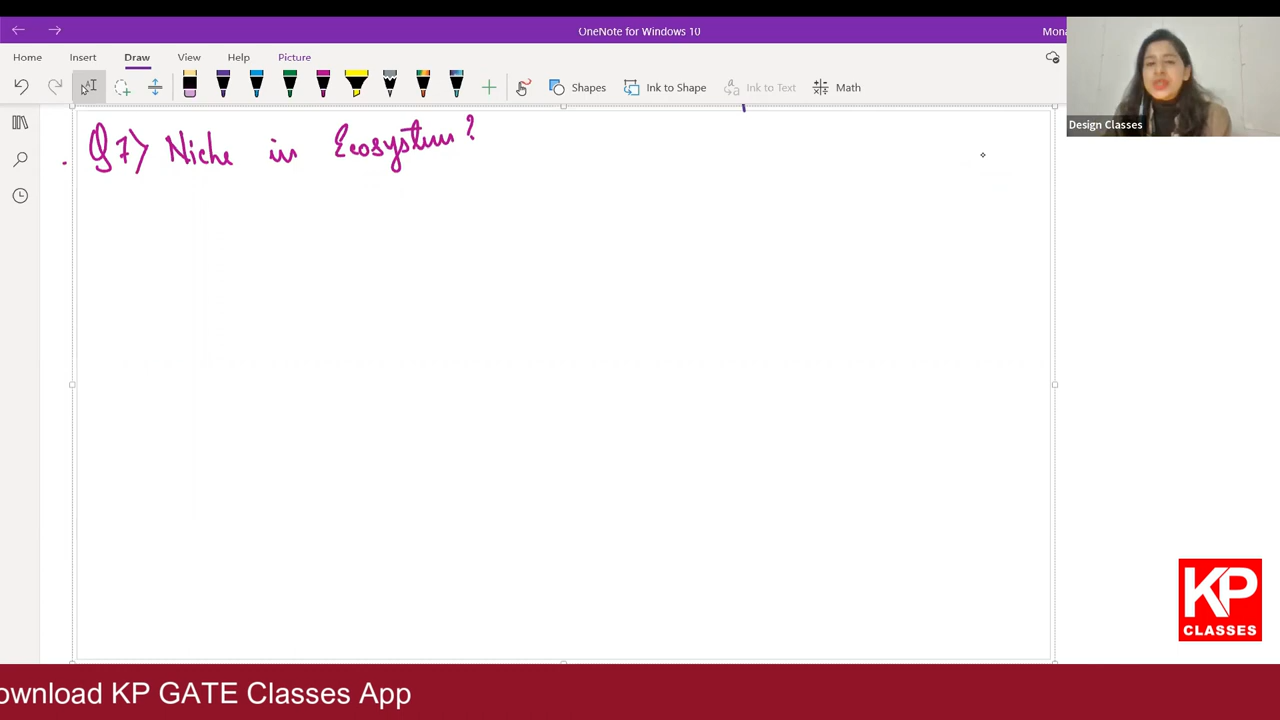 OneNote for Windows 10
Mona
Home Insert Draw View Help Picture
Shapes Ink to Shape Ink to Text Math
Design Classes
. Q7> Niche in Ecosystem?
KP
CLASSES
ownload KP GATE Classes App